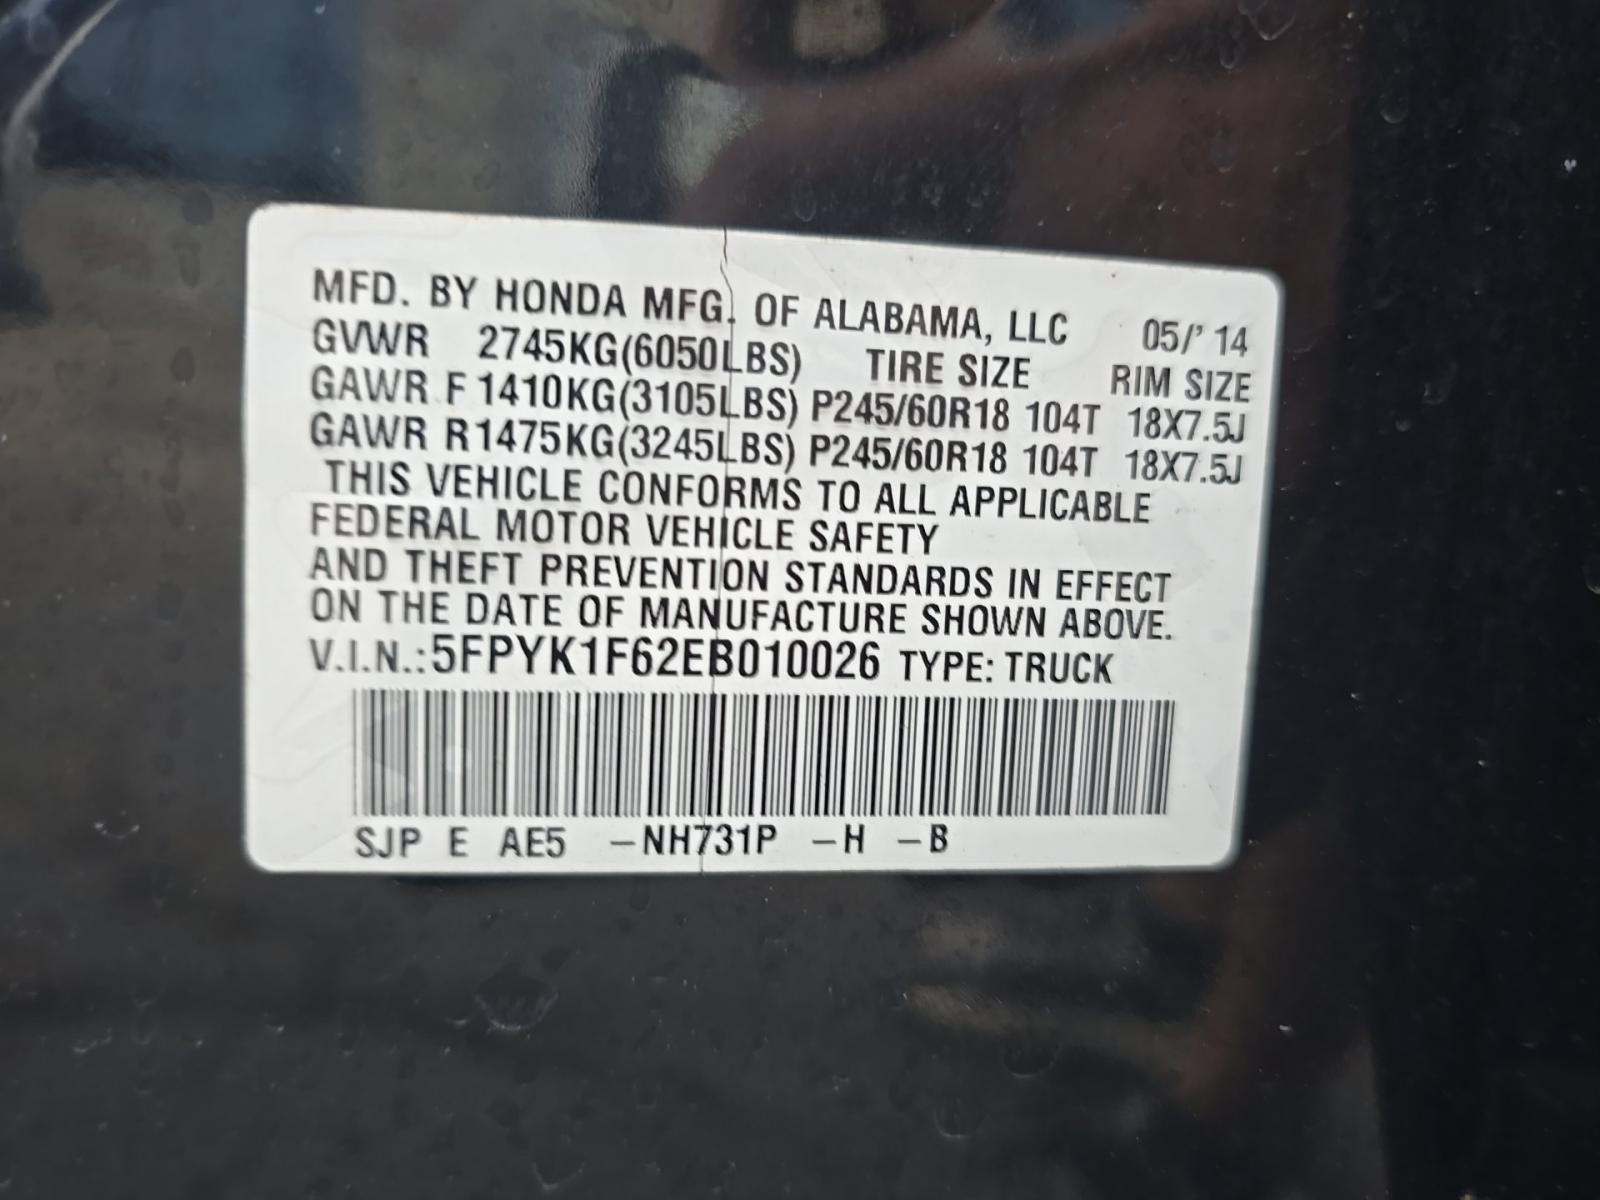 MFD. BY HONDA MFG. OF ALABAMA, LLC 05/' 14
GVWR 2745KG(6050LBS) TIRE SIZE RIM SIZE
GAWR F 1410KG(3105LBS) P245/60R18 104T 18X7.5J
GAWR R 1475KG(3245LBS) P245/60R18 104T 18X7.5J
THIS VEHICLE CONFORMS TO ALL APPLICABLE
FEDERAL MOTOR VEHICLE SAFETY
AND THEFT PREVENTION STANDARDS IN EFFECT
ON THE DATE OF MANUFACTURE SHOWN ABOVE.
V.I.N.:5FPYK1F62EB010026 TYPE: TRUCK
SJP E AE5 –NH731P –H –B